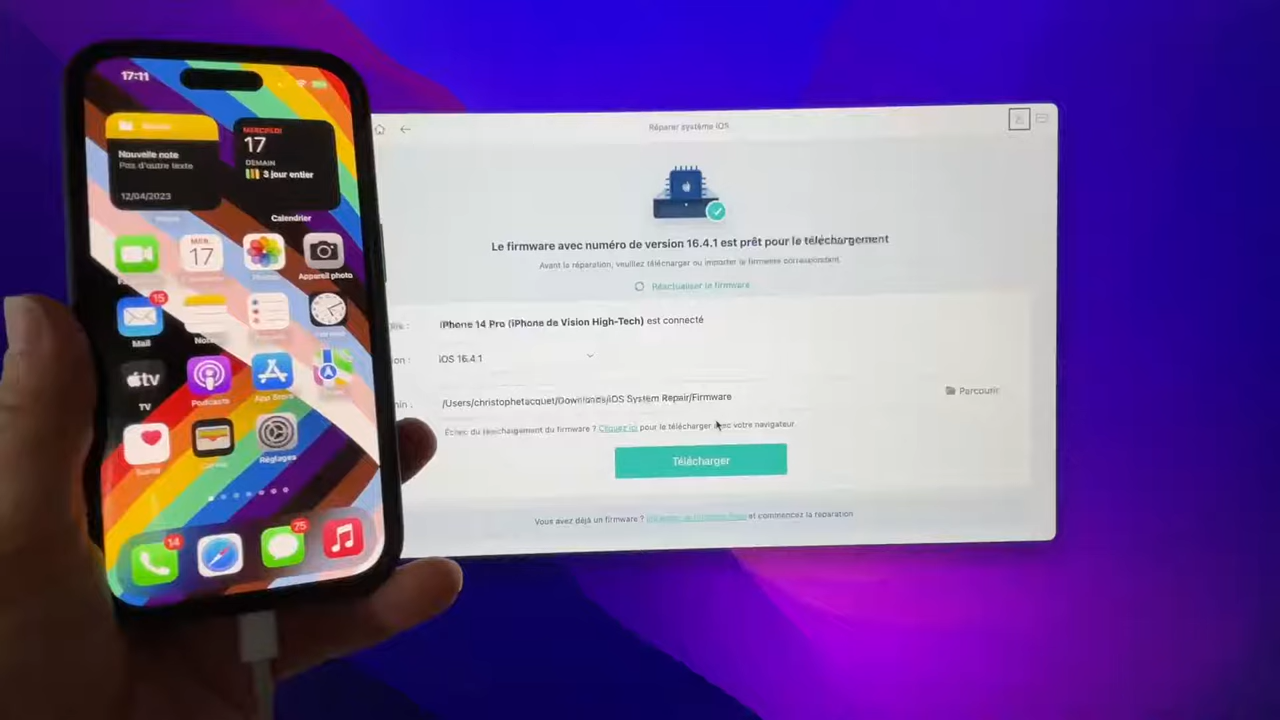 17:11
Nouvelle note
Pas d'autre texte
12/04/2023
MERCREDI
17
DEMAIN
3 jour entier
Calendrier
MER.
17
Appareil photo
15
Mail
tv
TV
Podcasts
App Store
Réglages
14
75
Réparer système iOS
Le firmware avec numéro de version 16.4.1 est prêt pour le téléchargement
Avant la réparation, veuillez télécharger ou importer le firmware correspondant.
Réactualiser le firmware
iPhone 14 Pro (iPhone de Vision High-Tech) est connecté
iOS 16.4.1
/Users/christophetacquet/Downloads/iOS System Repair/Firmware
Parcourir
Échec du téléchargement du firmware ? Cliquez ici pour le télécharger avec votre navigateur.
Télécharger
Vous avez déjà un firmware ? et commencez la réparation